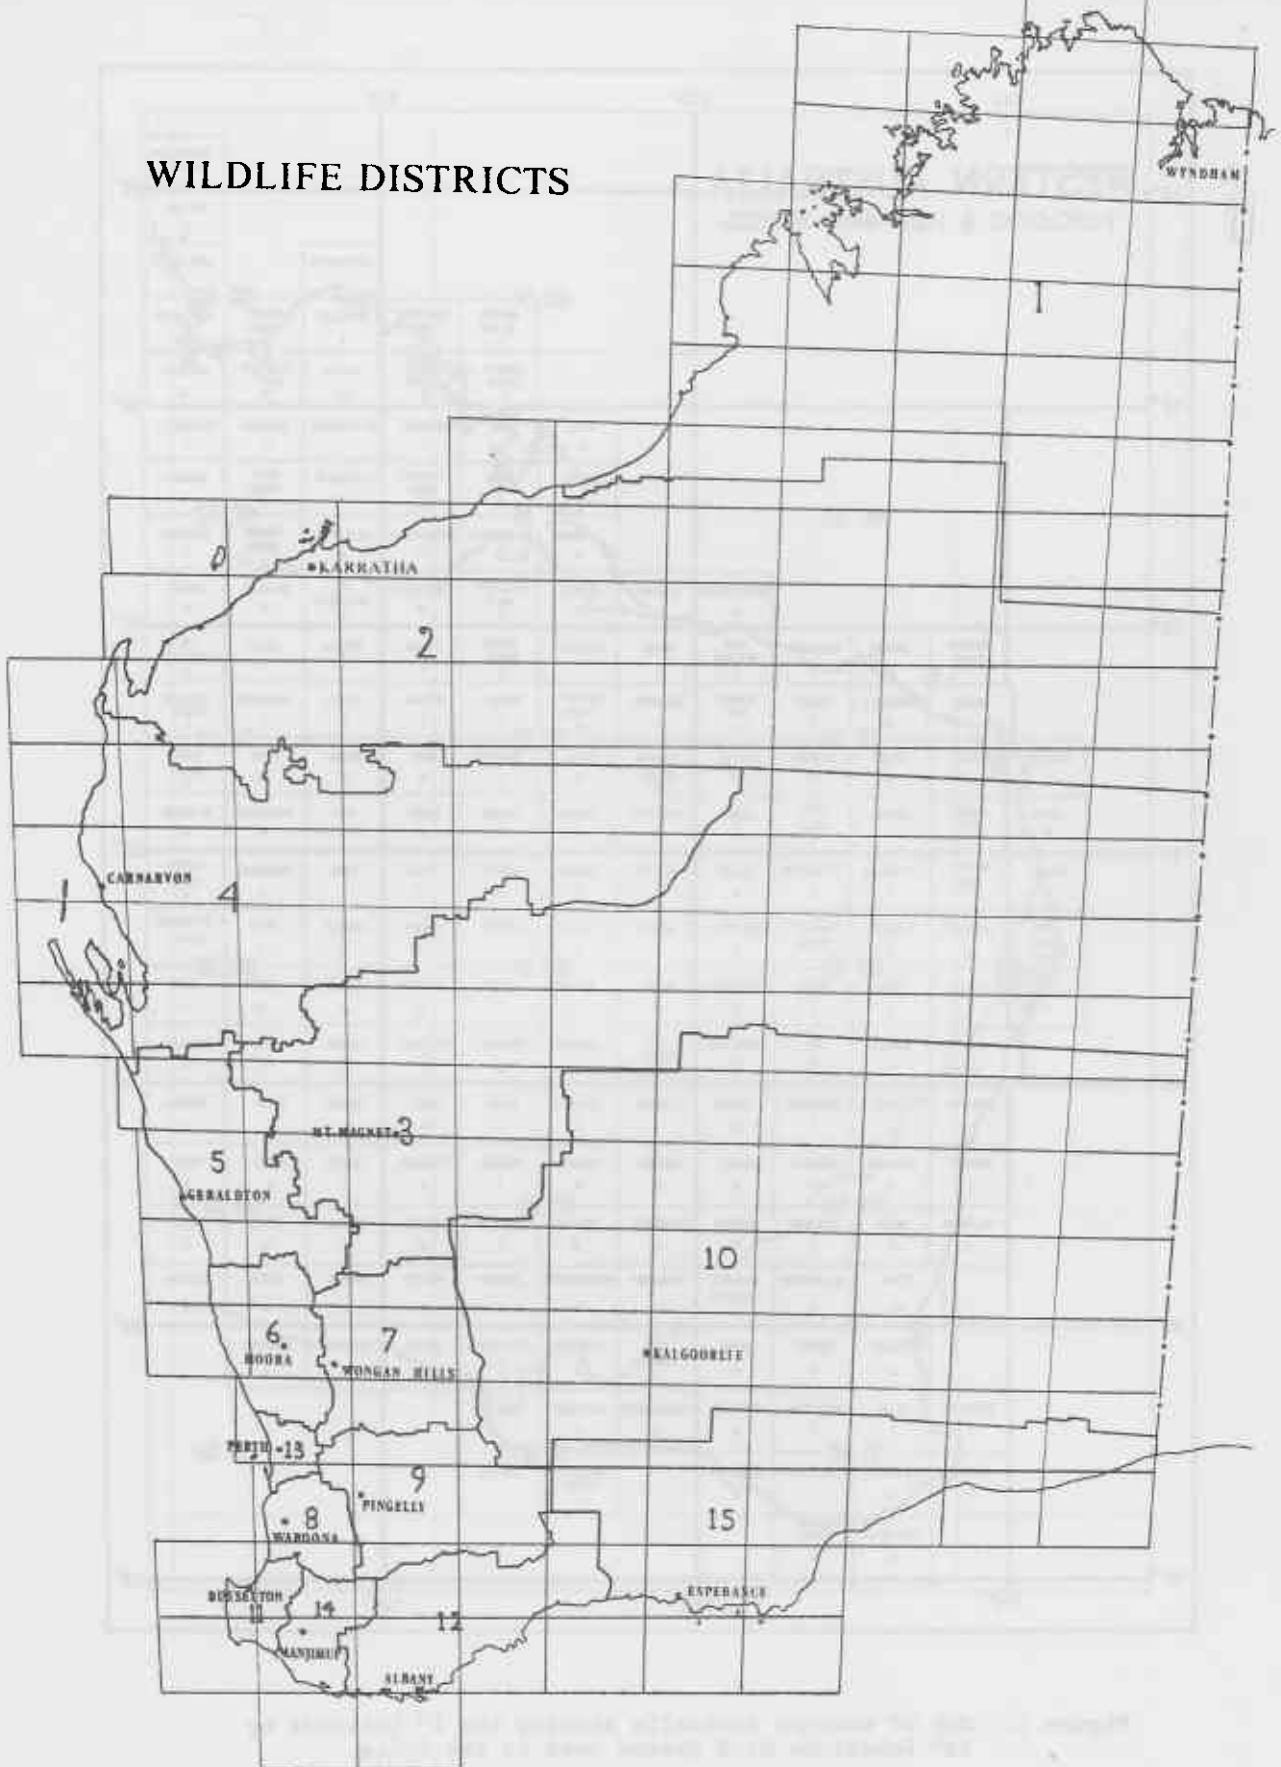 WYNDHAM
WILDLIFE DISTRICTS
1
KARRATHA
2
CARNARVON
4
MT. MAGNET 3
5
GERALDTON
10
6
MOORA
7
WONGAN HILLS
KALGOORLIE
PERTH 13
9
PINGELLY
8
WAROONA
15
BUSSELTON
11
14
12
ESPERANCE
MANJIMUP
ALBANY